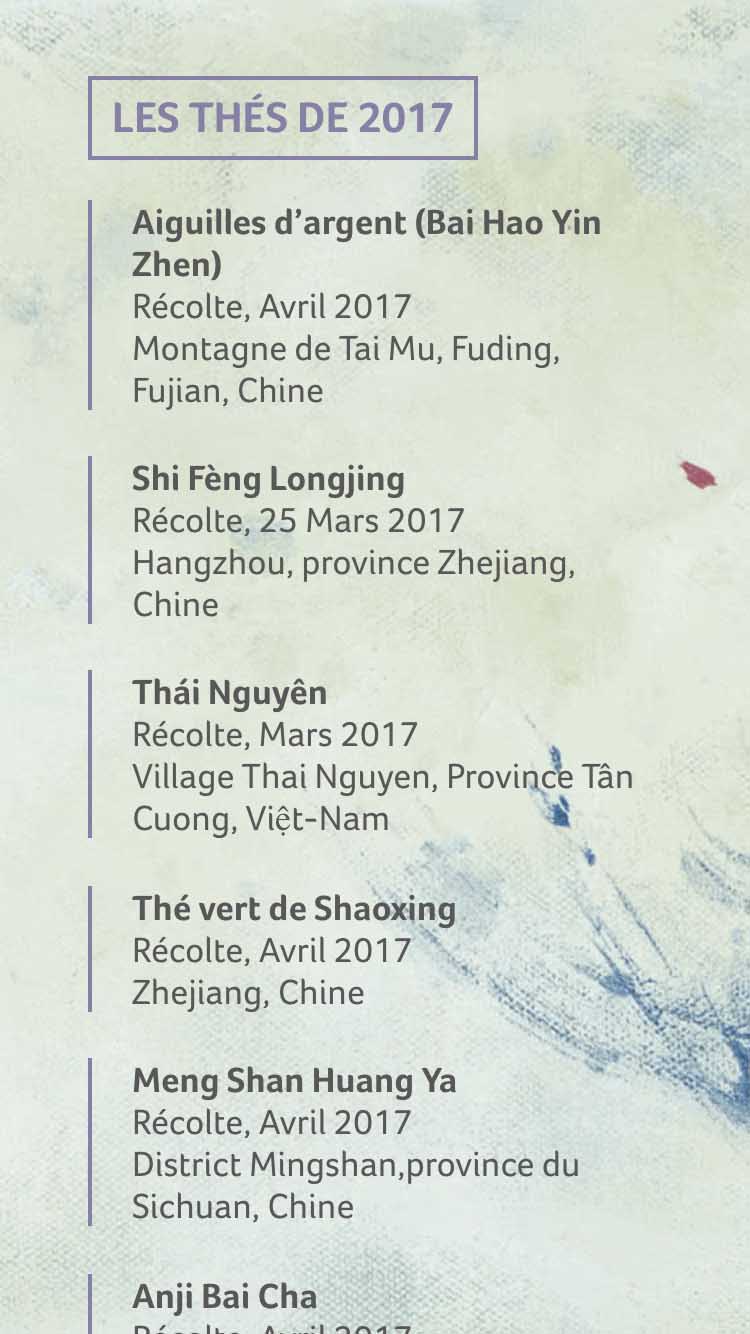 LES THÉS DE 2017
Aiguilles d’argent (Bai Hao Yin
Zhen)
Récolte, Avril 2017
Montagne de Tai Mu, Fuding,
Fujian, Chine
Shi Fèng Longjing
Récolte, 25 Mars 2017
Hangzhou, province Zhejiang,
Chine
Thái Nguyên
Récolte, Mars 2017
Village Thai Nguyen, Province Tân
Cuong, Việt-Nam
Thé vert de Shaoxing
Récolte, Avril 2017
Zhejiang, Chine
Meng Shan Huang Ya
Récolte, Avril 2017
District Mingshan,province du
Sichuan, Chine
Anji Bai Cha
Récolte, Avril 2017